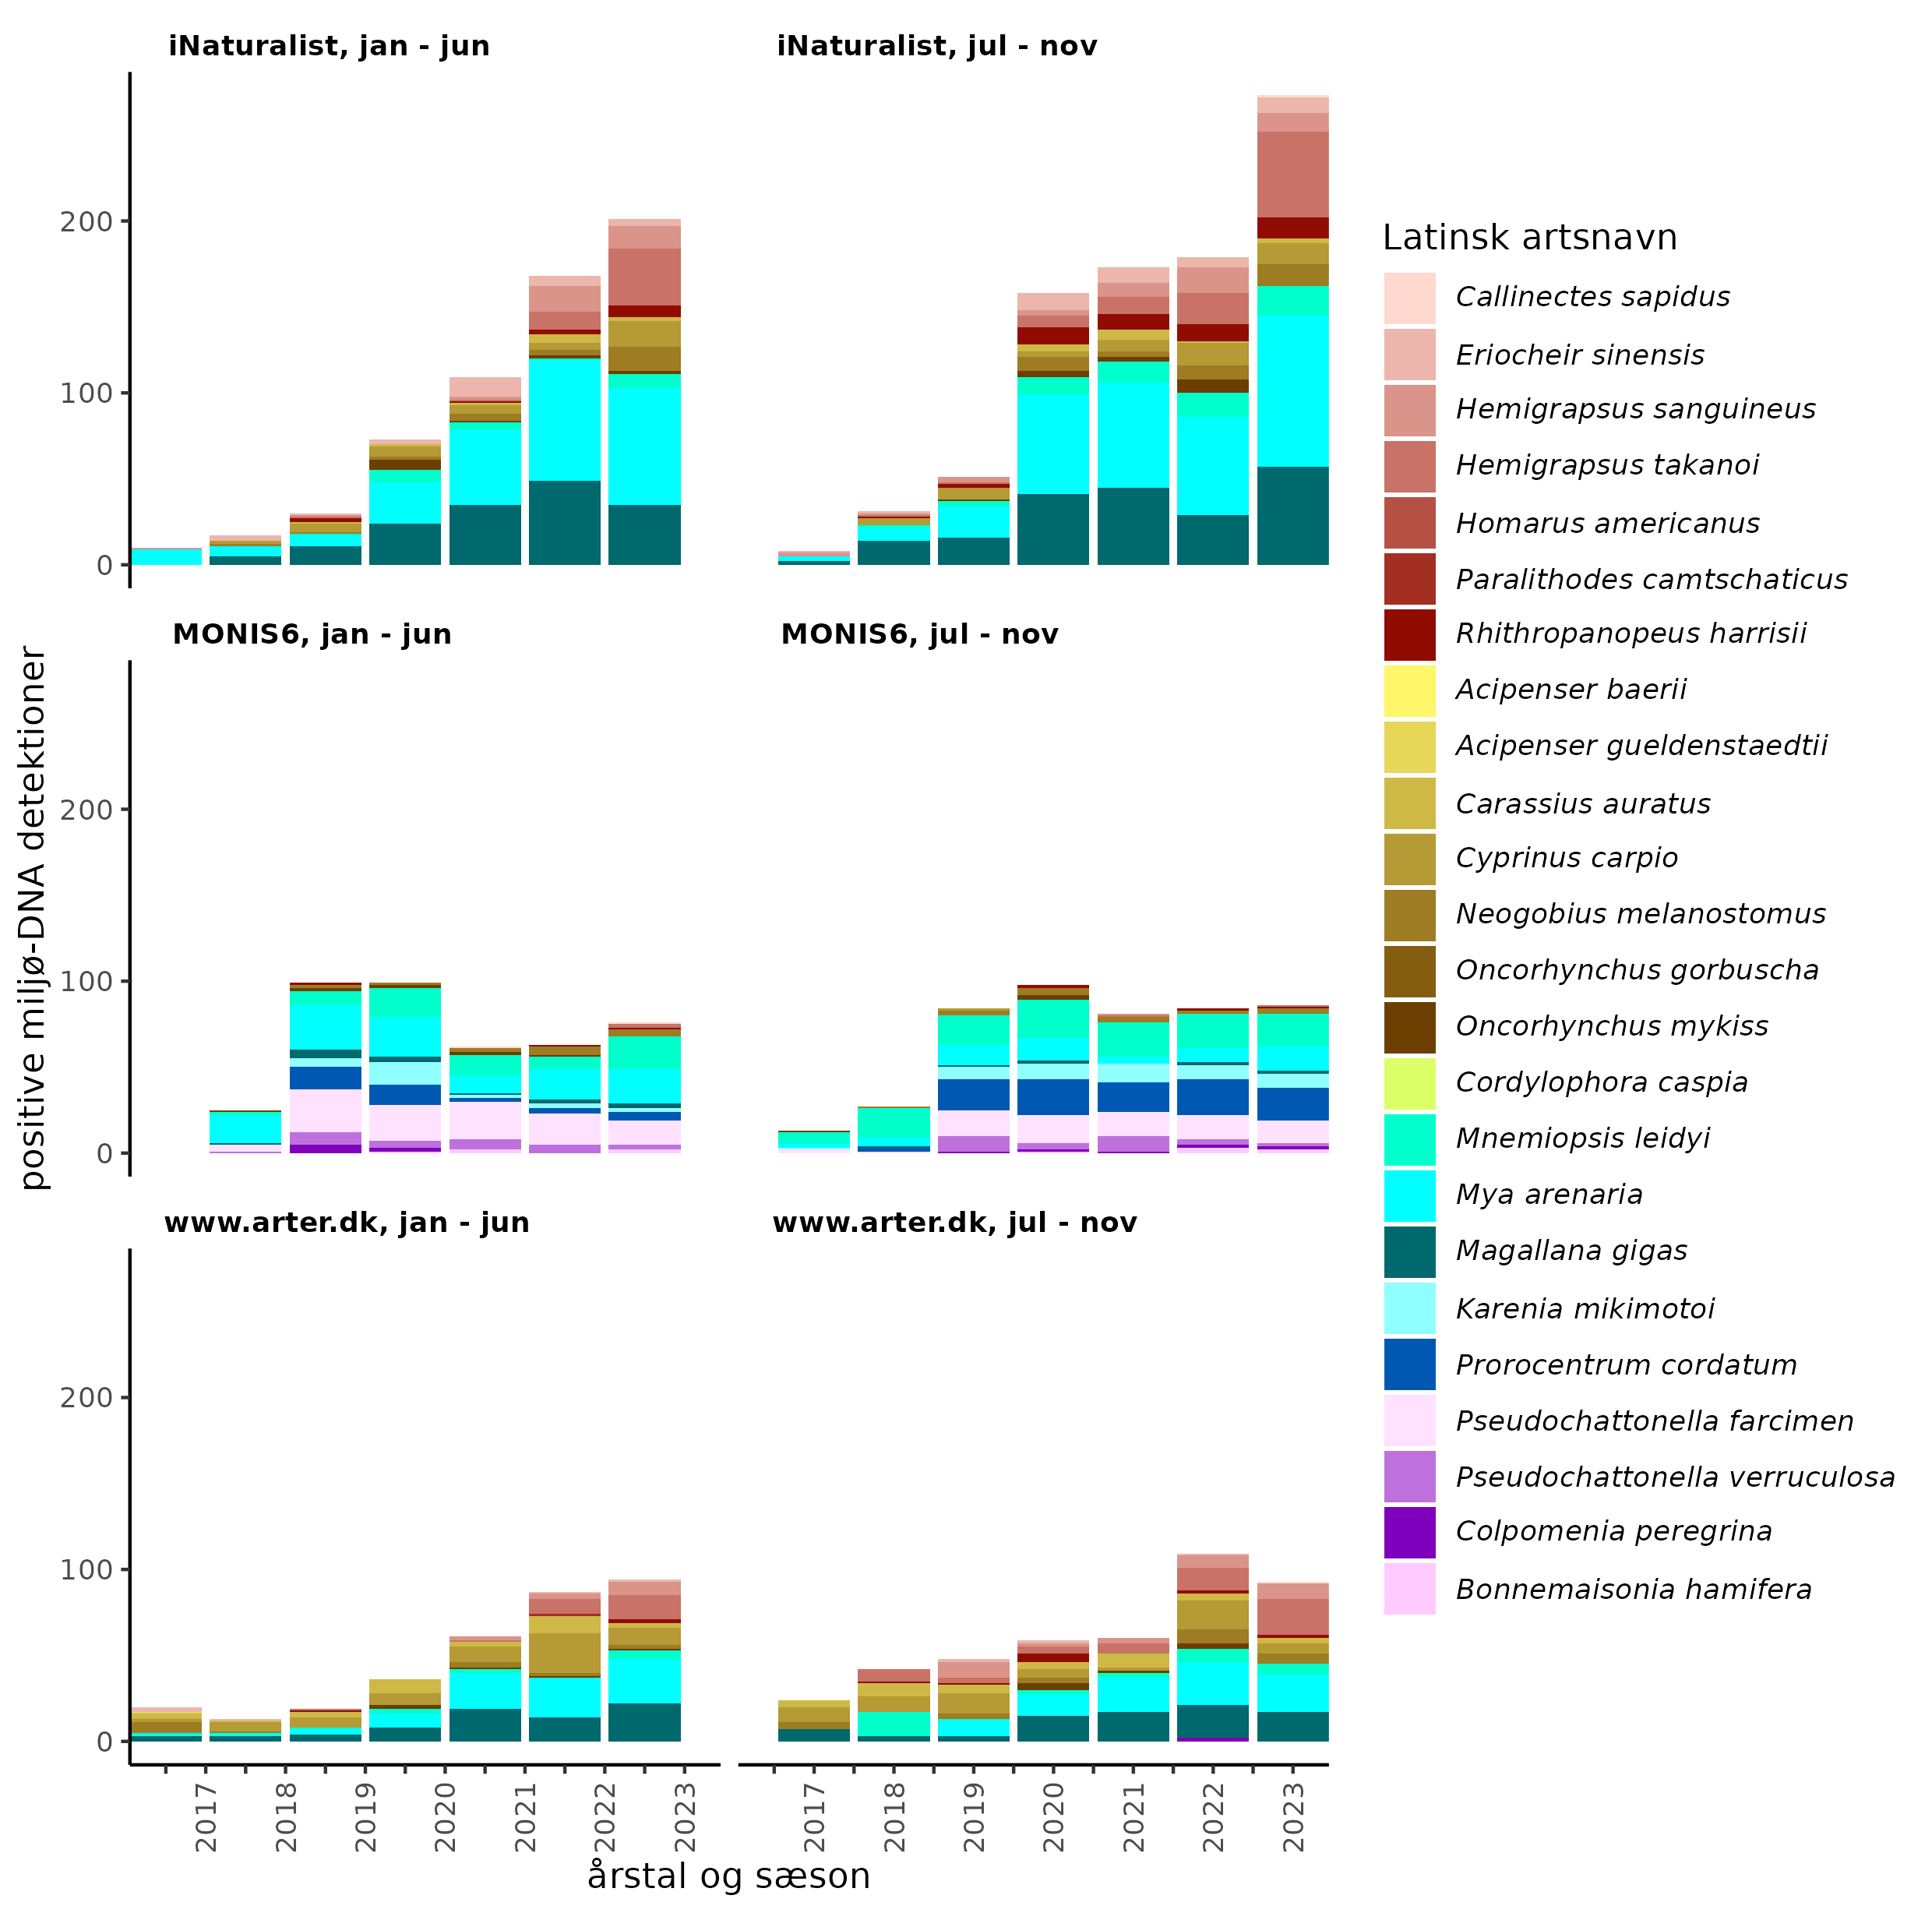 iNaturalist, jan - jun
iNaturalist, jul - nov
200
100
0
MONIS6, jan - jun
MONIS6, jul - nov
200
100
0
www.arter.dk, jan - jun
www.arter.dk, jul - nov
200
100
0
positive miljø-DNA detektioner
2017
2018
2019
2020
2021
2022
2023
2017
2018
2019
2020
2021
2022
2023
årstal og sæson
Latinsk artsnavn
Callinectes sapidus
Eriocheir sinensis
Hemigrapsus sanguineus
Hemigrapsus takanoi
Homarus americanus
Paralithodes camtschaticus
Rhithropanopeus harrisii
Acipenser baerii
Acipenser gueldenstaedtii
Carassius auratus
Cyprinus carpio
Neogobius melanostomus
Oncorhynchus gorbuscha
Oncorhynchus mykiss
Cordylophora caspia
Mnemiopsis leidyi
Mya arenaria
Magallana gigas
Karenia mikimotoi
Prorocentrum cordatum
Pseudochattonella farcimen
Pseudochattonella verruculosa
Colpomenia peregrina
Bonnemaisonia hamifera